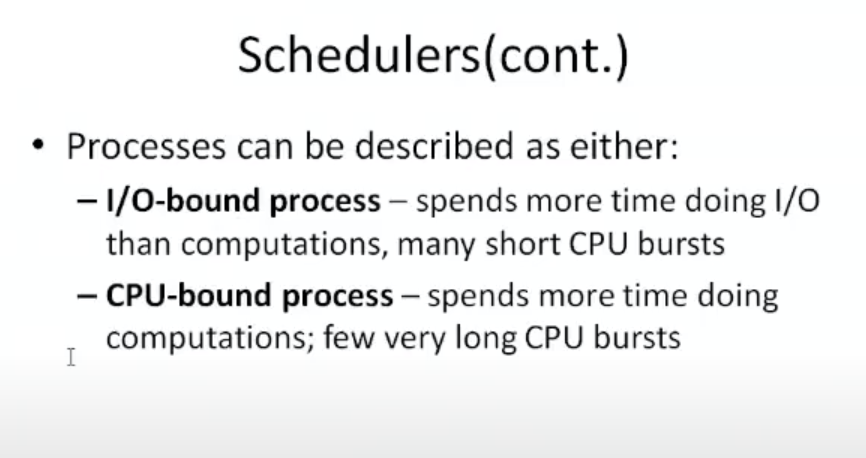 Schedulers(cont.)
• Processes can be described as either:
– I/O-bound process – spends more time doing I/O
than computations, many short CPU bursts
– CPU-bound process – spends more time doing
computations; few very long CPU bursts